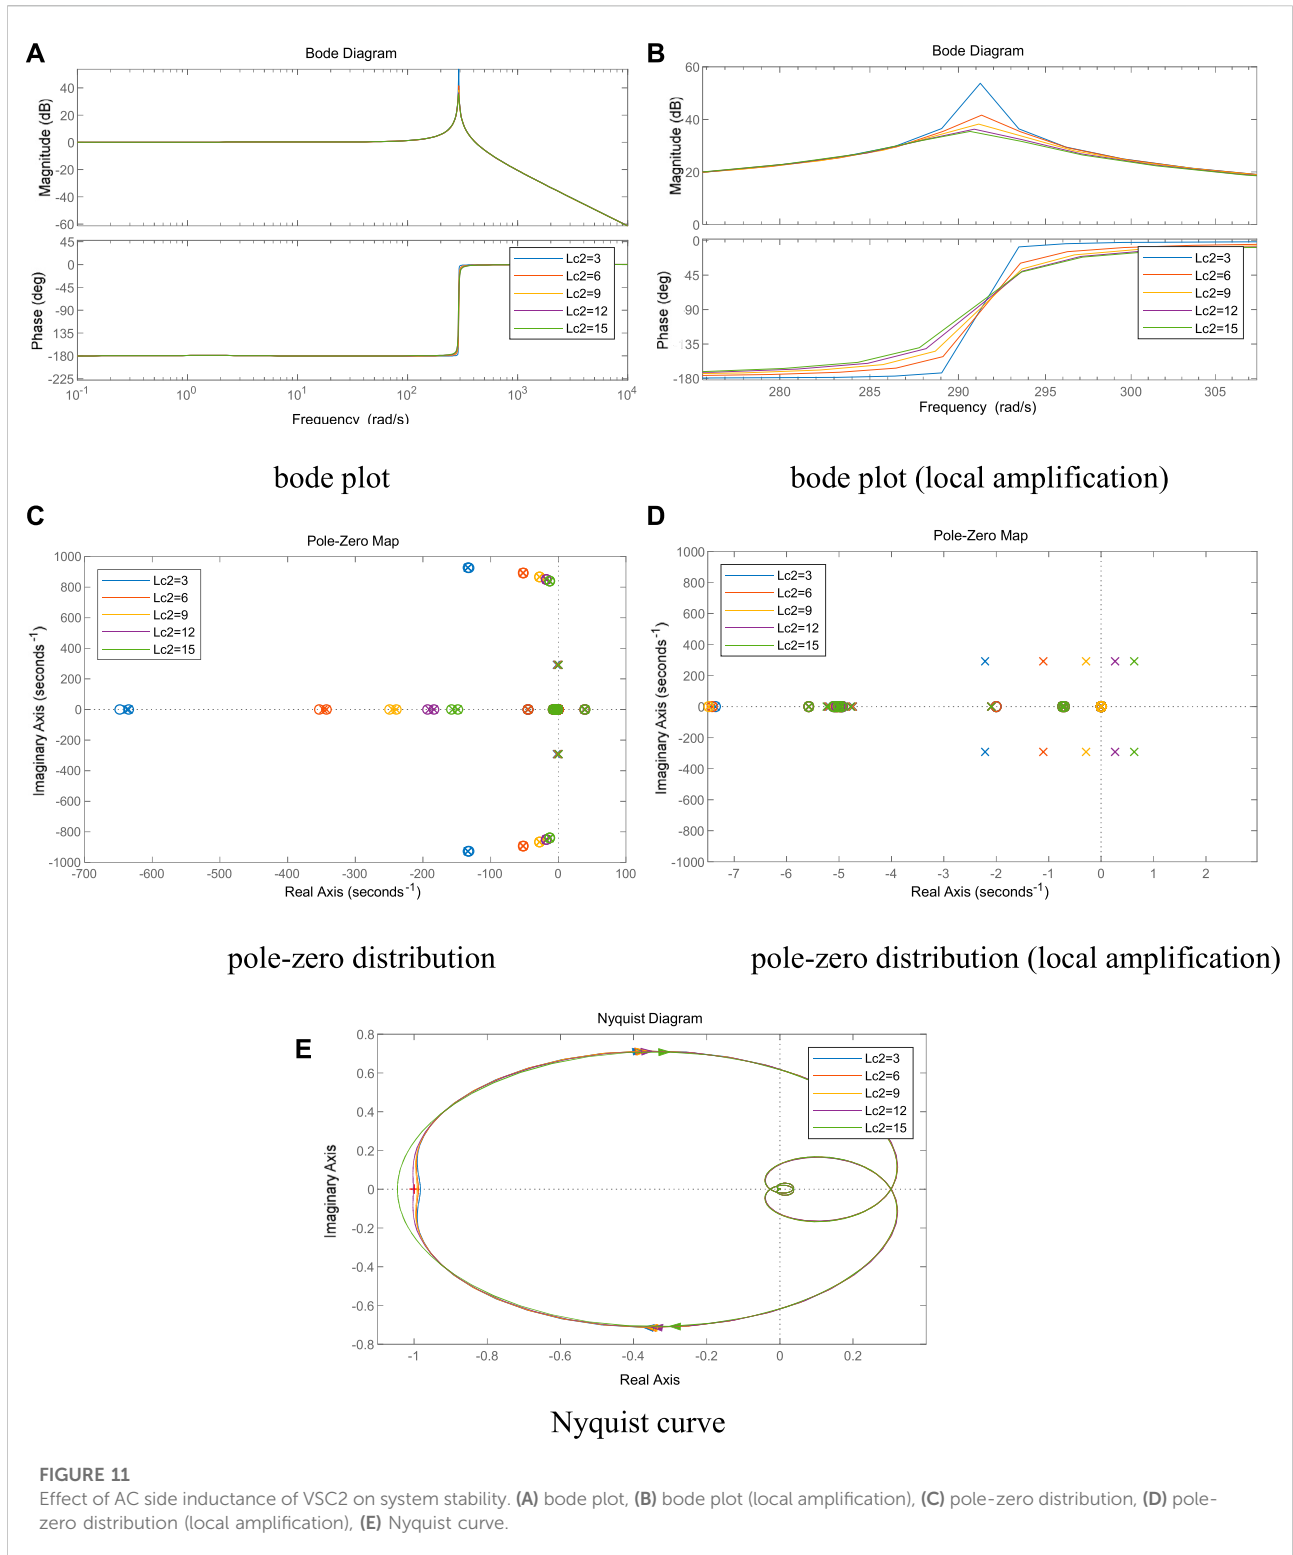 A
Bode Diagram
Magnitude (dB)
40
20
0
-20
-40
-60
Phase (deg)
45
0
-45
-90
-135
-180
-225
Lc2=3
Lc2=6
Lc2=9
Lc2=12
Lc2=15
10^-1
10^0
10^1
10^2
10^3
10^4
Frequency (rad/s)
bode plot
B
Bode Diagram
Magnitude (dB)
60
40
20
0
Phase (deg)
0
45
90
-135
-180
Lc2=3
Lc2=6
Lc2=9
Lc2=12
Lc2=15
280
285
290
295
300
305
Frequency (rad/s)
bode plot (local amplification)
C
Pole-Zero Map
Imaginary Axis (seconds^-1)
1000
800
600
400
200
0
-200
-400
-600
-800
-1000
Lc2=3
Lc2=6
Lc2=9
Lc2=12
Lc2=15
-700
-600
-500
-400
-300
-200
-100
0
100
Real Axis (seconds^-1)
pole-zero distribution
D
Pole-Zero Map
Imaginary Axis (seconds^-1)
1000
800
600
400
200
0
-200
-400
-600
-800
-1000
Lc2=3
Lc2=6
Lc2=9
Lc2=12
Lc2=15
-7
-6
-5
-4
-3
-2
-1
0
1
2
Real Axis (seconds^-1)
pole-zero distribution (local amplification)
E
Nyquist Diagram
Imaginary Axis
0.8
0.6
0.4
0.2
0
-0.2
-0.4
-0.6
-0.8
Lc2=3
Lc2=6
Lc2=9
Lc2=12
Lc2=15
-1
-0.8
-0.6
-0.4
-0.2
0
0.2
Real Axis
Nyquist curve
FIGURE 11
Effect of AC side inductance of VSC2 on system stability. (A) bode plot, (B) bode plot (local amplification), (C) pole-zero distribution, (D) pole-
zero distribution (local amplification), (E) Nyquist curve.